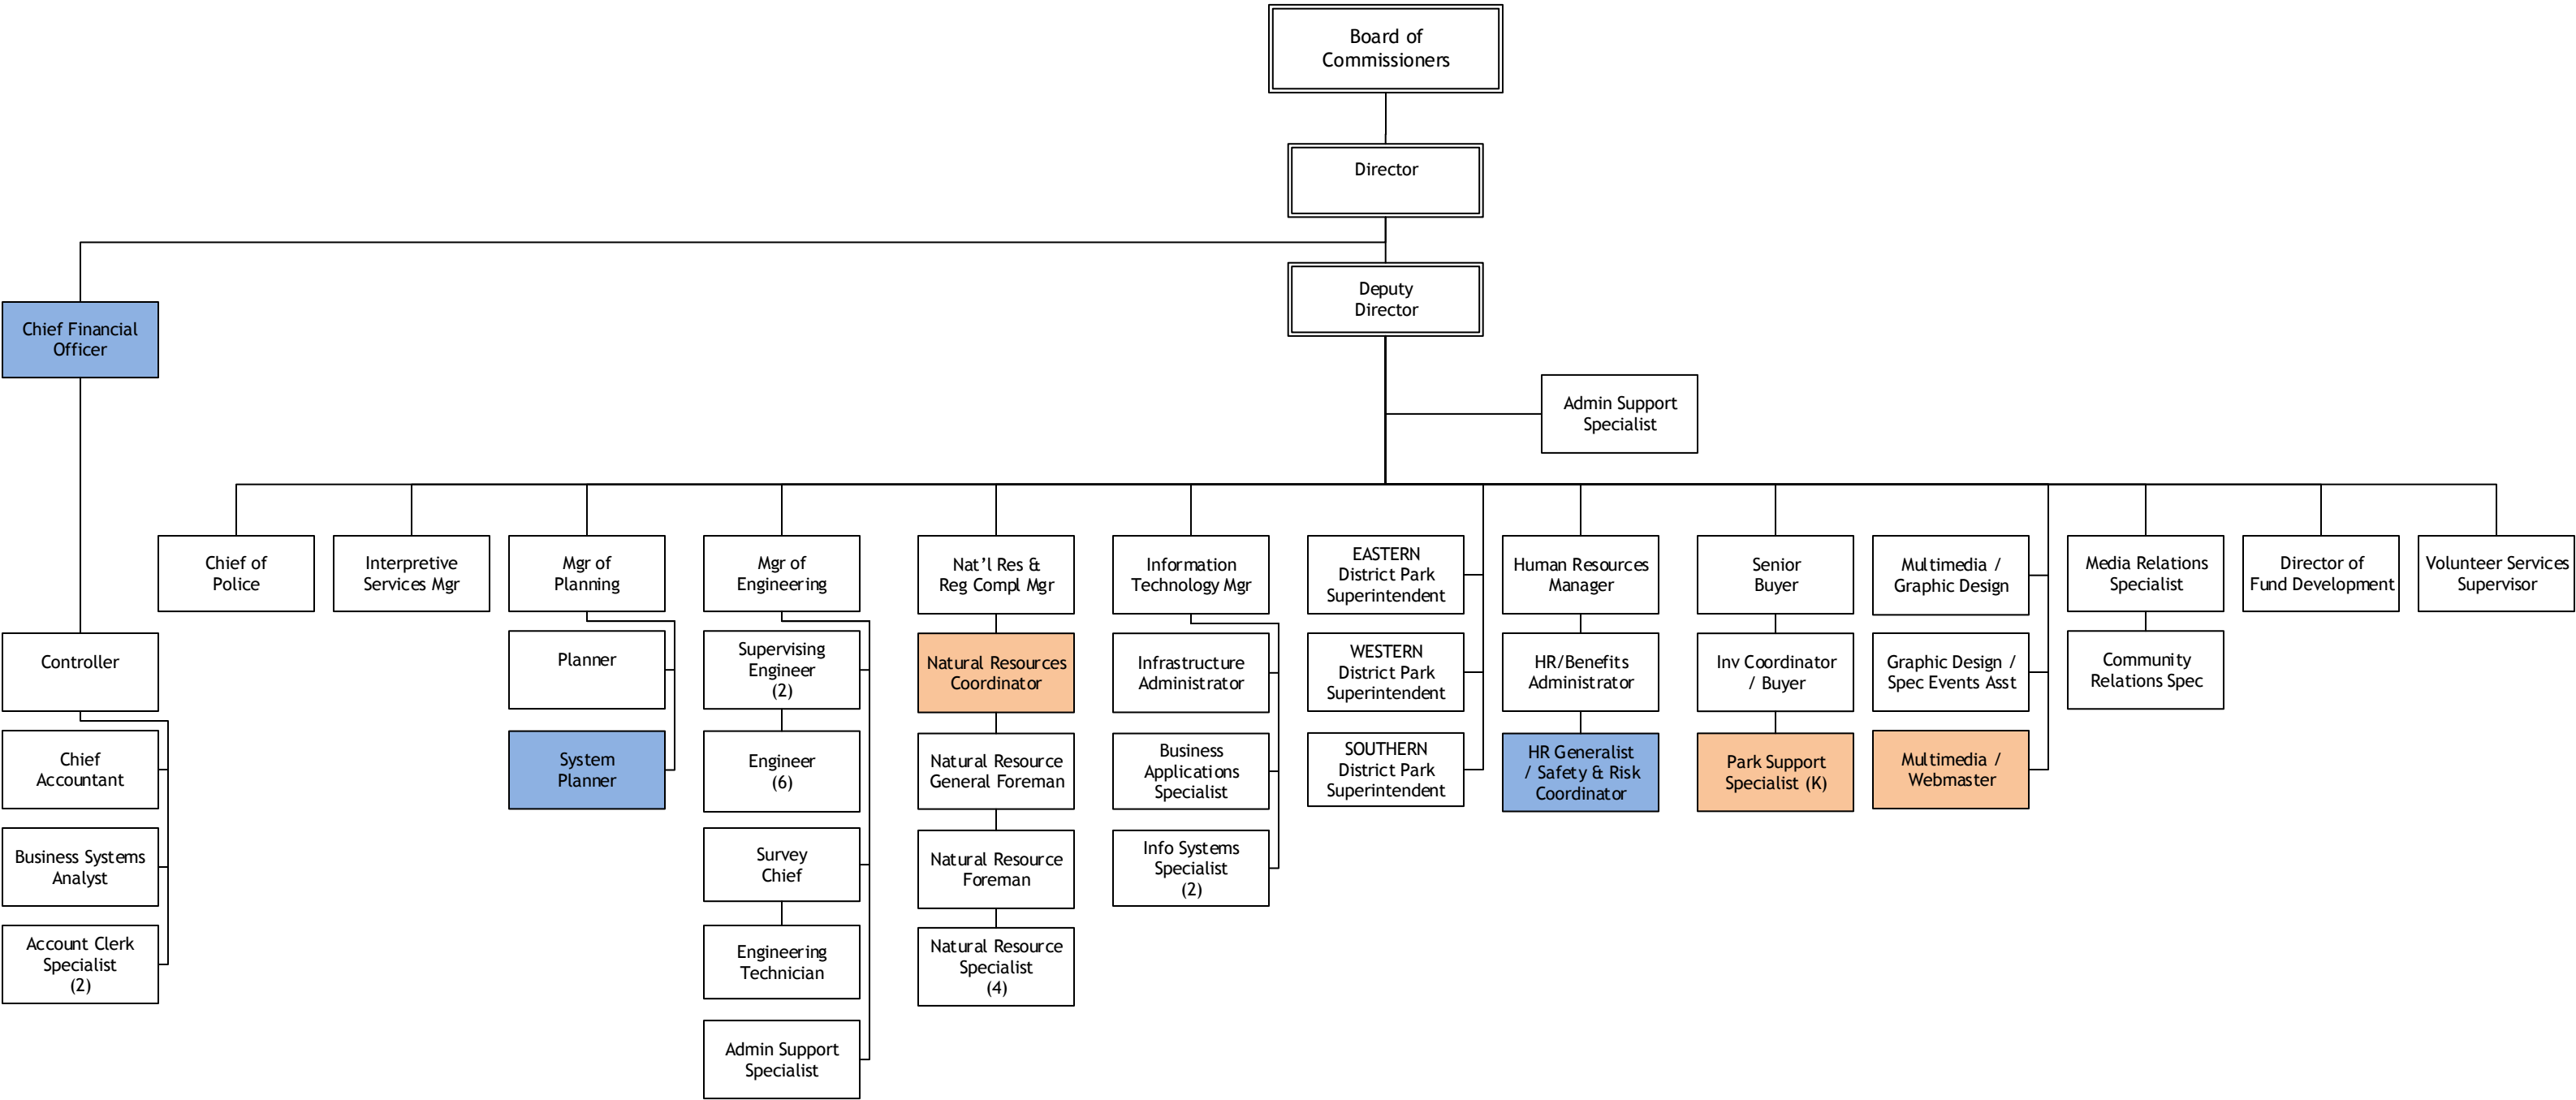 Board of
Commissioners
Director
Deputy
Director
Chief Financial
Officer
Admin Support
Specialist
Chief of
Police
Interpretive
Services Mgr
Mgr of
Planning
Mgr of
Engineering
Nat’l Res &
Reg Compl Mgr
Information
Technology Mgr
EASTERN
District Park
Superintendent
Human Resources
Manager
Senior
Buyer
Multimedia /
Graphic Design
Media Relations
Specialist
Director of
Fund Development
Volunteer Services
Supervisor
Controller
Planner
Supervising
Engineer
(2)
Natural Resources
Coordinator
Infrastructure
Administrator
WESTERN
District Park
Superintendent
HR/Benefits
Administrator
Inv Coordinator
/ Buyer
Graphic Design /
Spec Events Asst
Community
Relations Spec
Chief
Accountant
System
Planner
Engineer
(6)
Natural Resource
General Foreman
Business
Applications
Specialist
SOUTHERN
District Park
Superintendent
HR Generalist
/ Safety & Risk
Coordinator
Park Support
Specialist (K)
Multimedia /
Webmaster
Business Systems
Analyst
Survey
Chief
Natural Resource
Foreman
Info Systems
Specialist
(2)
Account Clerk
Specialist
(2)
Engineering
Technician
Natural Resource
Specialist
(4)
Admin Support
Specialist